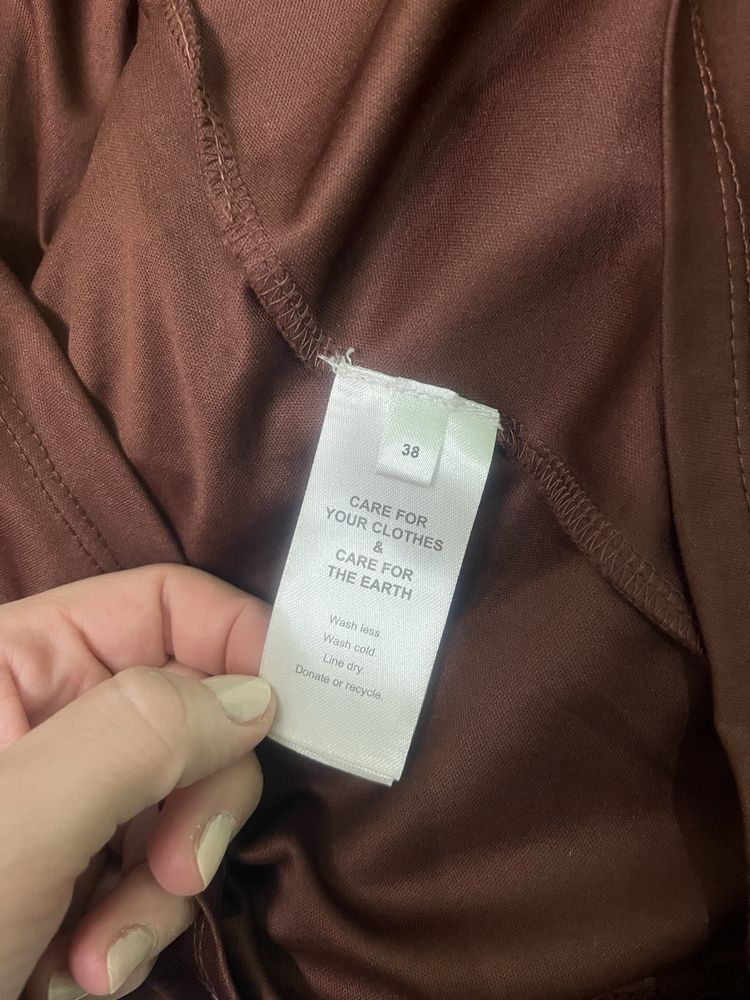 38
CARE FOR
YOUR CLOTHES
&
CARE FOR
THE EARTH
Wash less.
Wash cold.
Line dry.
Donate or recycle.